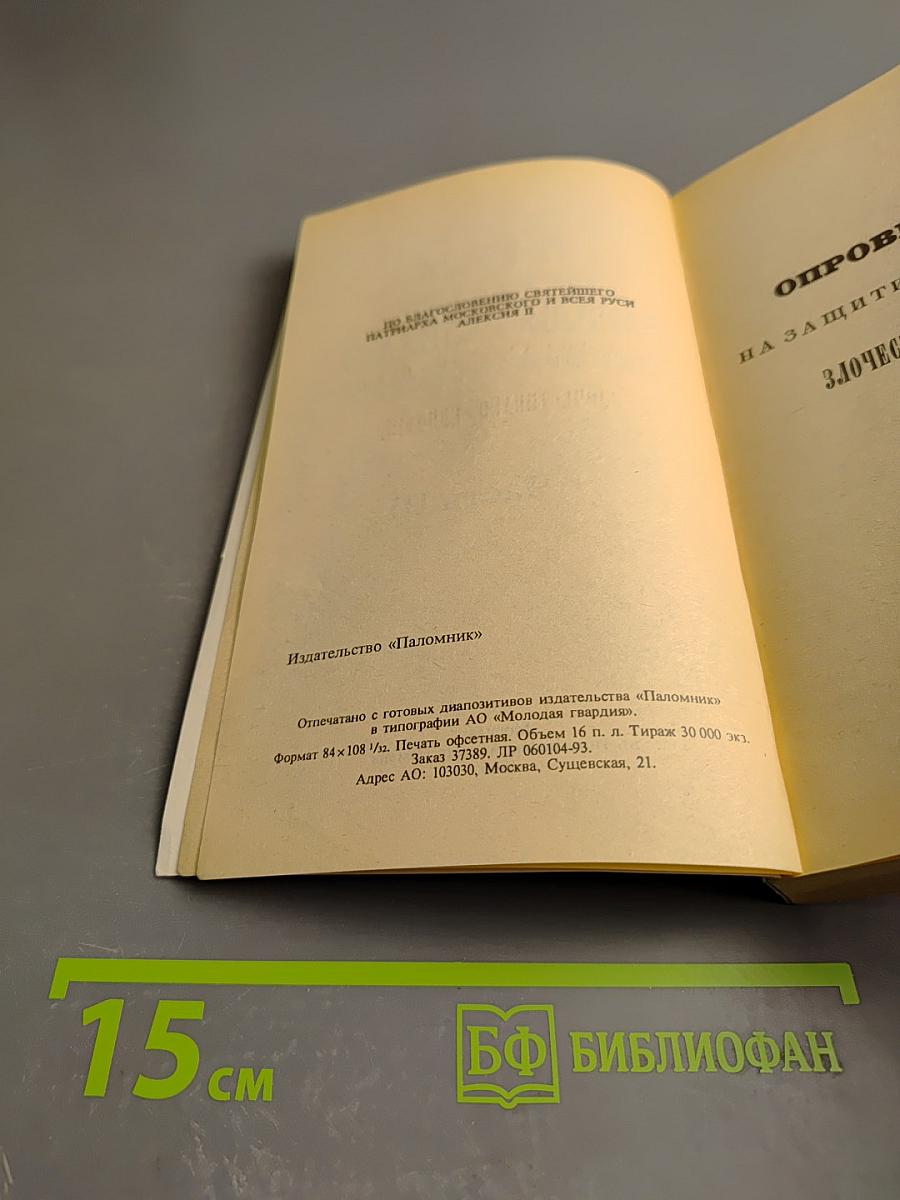 ПО БЛАГОСЛОВЕНИЮ СВЯТЕЙШЕГО
ПАТРИАРХА МОСКОВСКОГО И ВСЕЯ РУСИ
АЛЕКСИЯ II
Издательство «Паломник»
Отпечатано с готовых диапозитивов издательства «Паломник»
в типографии АО «Молодая гвардия».
Формат 84×108 1/32. Печать офсетная. Объем 16 п. л. Тираж 30 000 экз.
Заказ 37389. ЛР 060104-93.
Адрес АО: 103030, Москва, Сущевская, 21.
ОПРОВ
НА ЗАЩИТИ
ЗЛОЧЕС
15 см
БФ БИБЛИОФАН